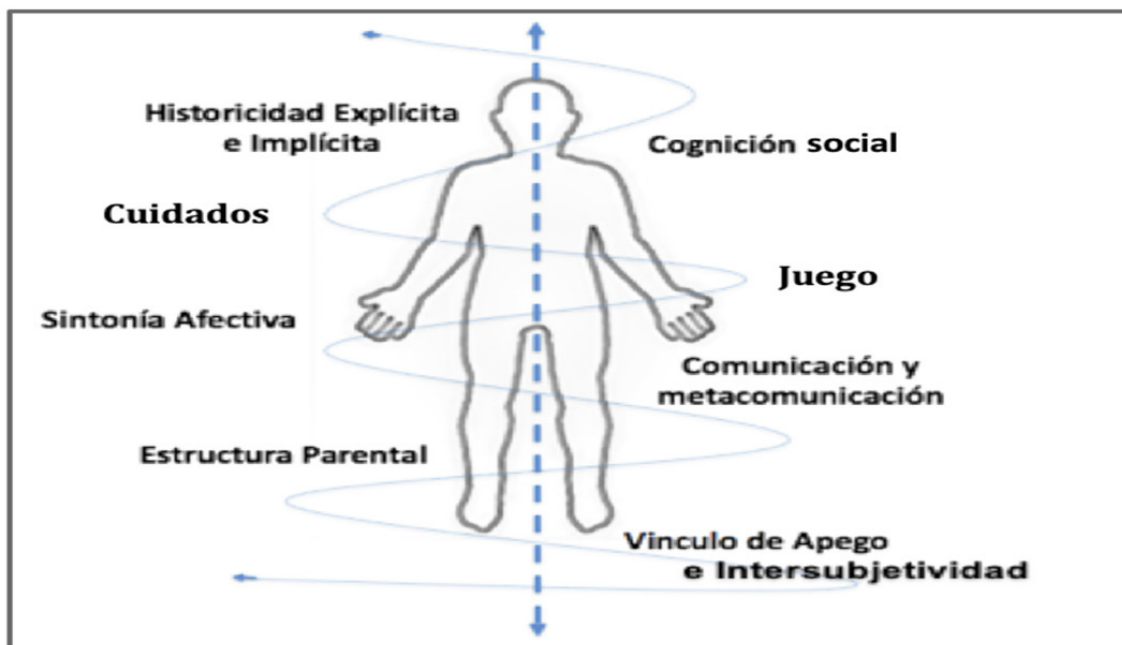 Historicidad Explícita
e Implícita
Cognición social
Cuidados
Juego
Sintonía Afectiva
Comunicación y
metacomunicación
Estructura Parental
Vinculo de Apego
e Intersubjetividad